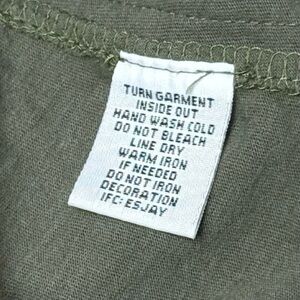 TURN GARMENT
INSIDE OUT
HAND WASH COLD
DO NOT BLEACH
LINE DRY
WARM IRON
IF NEEDED
DO NOT IRON
DECORATION
IFC: ESJAY